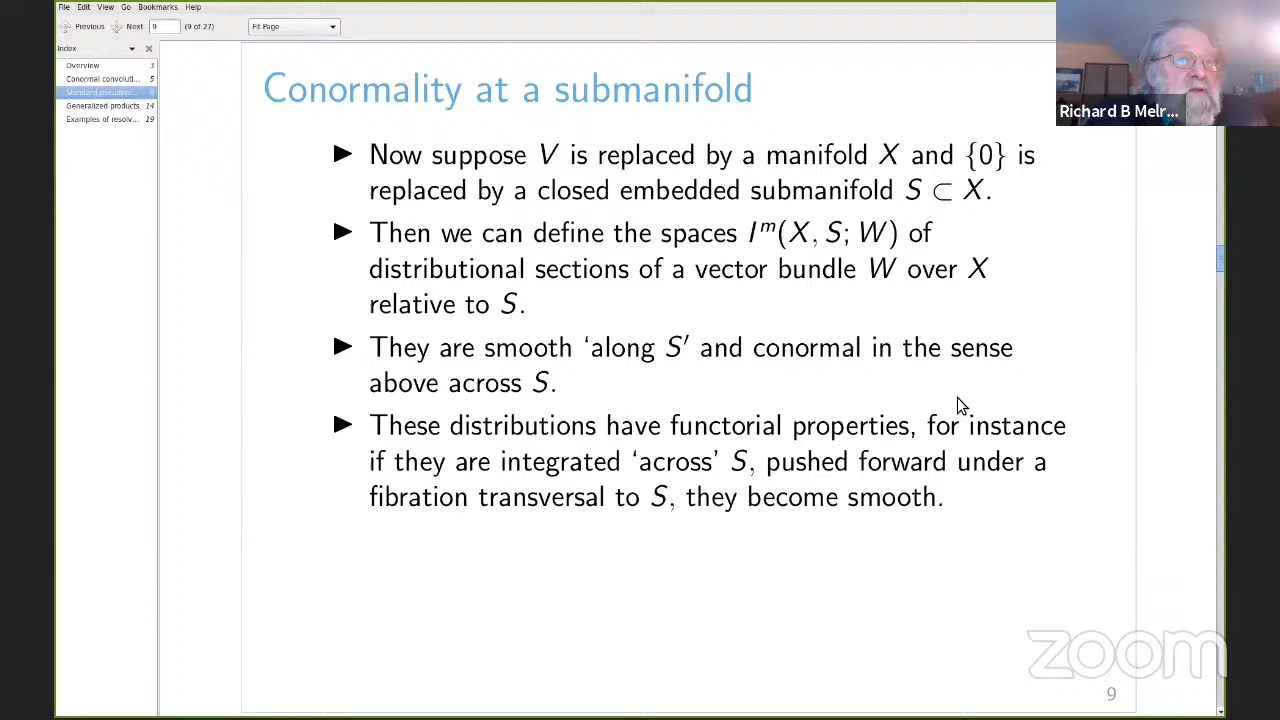 File Edit View Go Bookmarks Help
Previous Next 9 (9 of 27) Fit Page
Index
Overview 3
Conormal convoluti... 5
Standard pseudodi... 9
Generalized products 14
Examples of resolv... 19
Conormality at a submanifold
Now suppose V is replaced by a manifold X and {0} is
replaced by a closed embedded submanifold S ⊂ X.
Then we can define the spaces Iᵐ(X, S; W) of
distributional sections of a vector bundle W over X
relative to S.
They are smooth ‘along S′ and conormal in the sense
above across S.
These distributions have functorial properties, for instance
if they are integrated ‘across’ S, pushed forward under a
fibration transversal to S, they become smooth.
9
Richard B Melr...
zoom